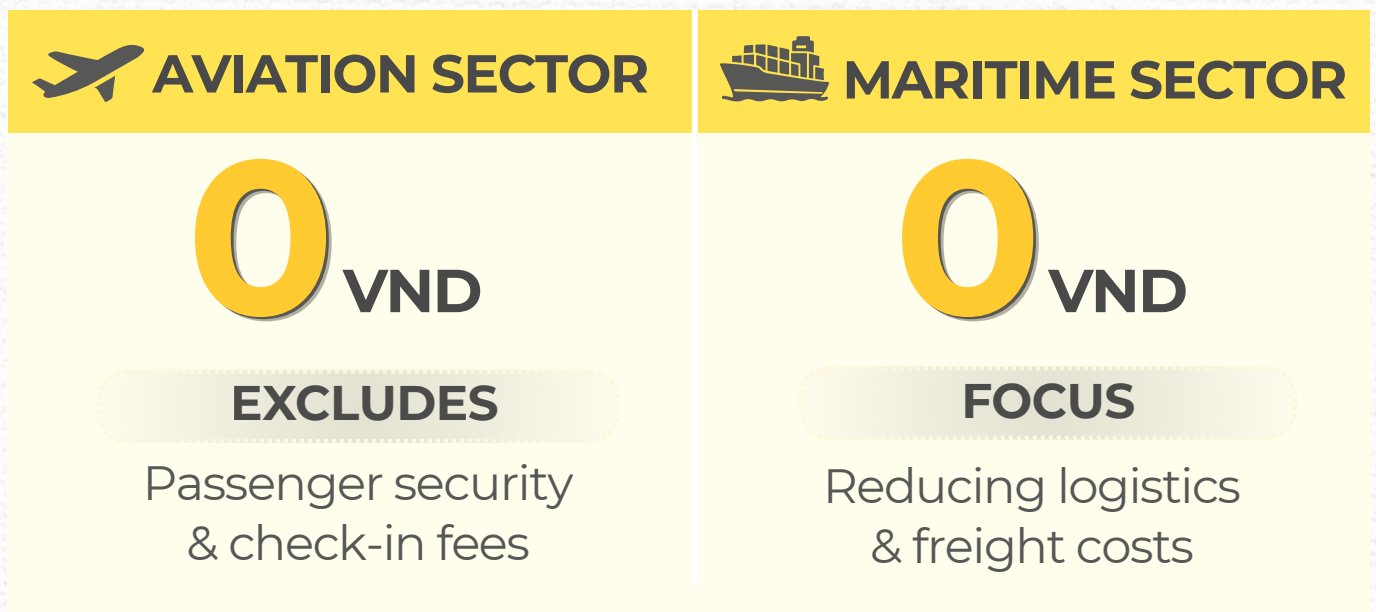 AVIATION SECTOR
0 VND
EXCLUDES
Passenger security
& check-in fees
MARITIME SECTOR
0 VND
FOCUS
Reducing logistics
& freight costs